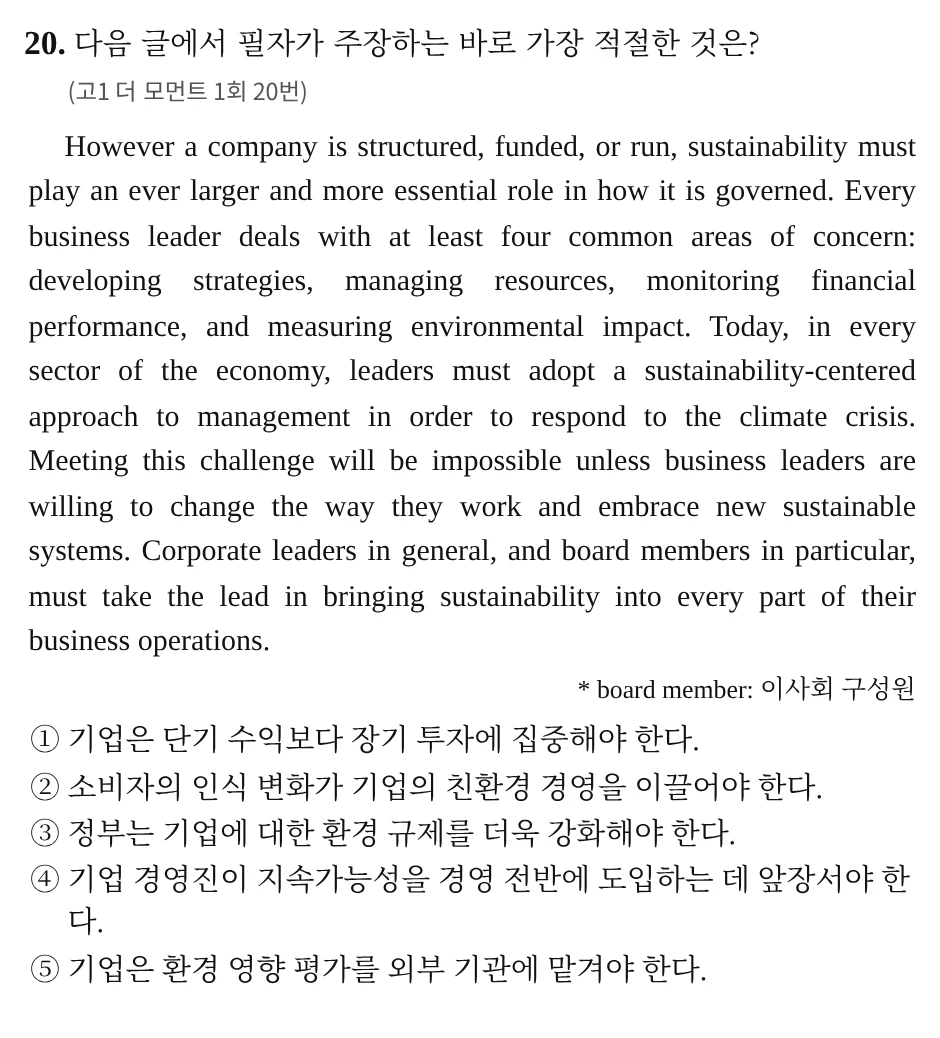 20. 다음 글에서 필자가 주장하는 바로 가장 적절한 것은?
(고1 더 모먼트 1회 20번)
However a company is structured, funded, or run, sustainability must
play an ever larger and more essential role in how it is governed. Every
business leader deals with at least four common areas of concern:
developing strategies, managing resources, monitoring financial
performance, and measuring environmental impact. Today, in every
sector of the economy, leaders must adopt a sustainability-centered
approach to management in order to respond to the climate crisis.
Meeting this challenge will be impossible unless business leaders are
willing to change the way they work and embrace new sustainable
systems. Corporate leaders in general, and board members in particular,
must take the lead in bringing sustainability into every part of their
business operations.
* board member: 이사회 구성원
① 기업은 단기 수익보다 장기 투자에 집중해야 한다.
② 소비자의 인식 변화가 기업의 친환경 경영을 이끌어야 한다.
③ 정부는 기업에 대한 환경 규제를 더욱 강화해야 한다.
④ 기업 경영진이 지속가능성을 경영 전반에 도입하는 데 앞장서야 한
다.
⑤ 기업은 환경 영향 평가를 외부 기관에 맡겨야 한다.